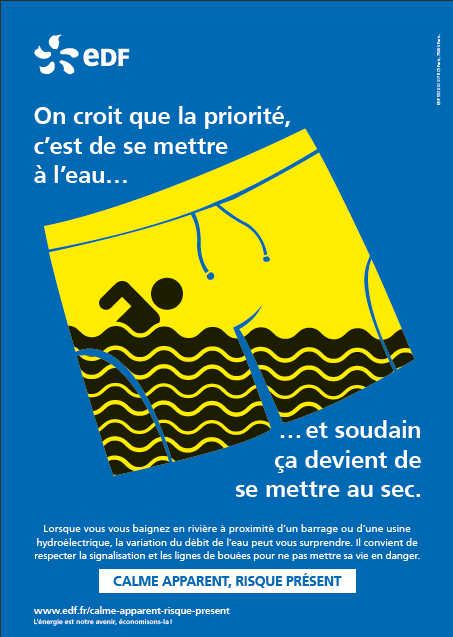 eDF
On croit que la priorité,
c'est de se mettre
à l'eau...
... et soudain
ça devient de
se mettre au sec.
Lorsque vous vous baignez en rivière à proximité d'un barrage ou d'une usine
hydroélectrique, la variation du débit de l'eau peut vous surprendre. Il convient de
respecter la signalisation et les lignes de bouées pour ne pas mettre sa vie en danger.
CALME APPARENT, RISQUE PRÉSENT
www.edf.fr/calme-apparent-risque-present
L'énergie est notre avenir, économisons-la !